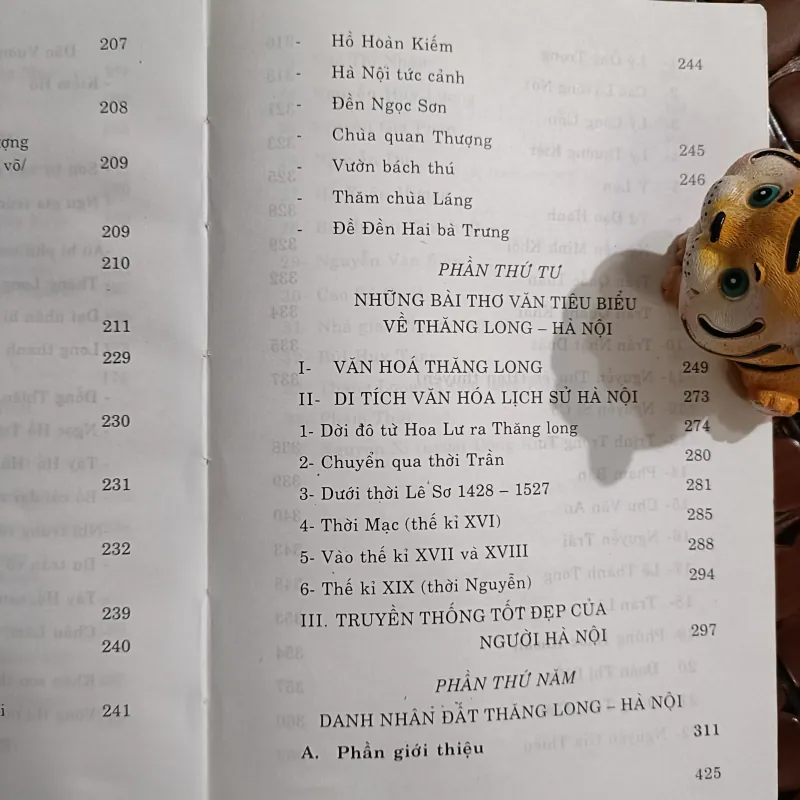 207
208
ợng
võ/ 209
209
210
211
229
230
231
232
239
240
i 241
- Hồ Hoàn Kiếm 244
- Hà Nội tức cảnh
- Đền Ngọc Sơn
- Chùa quan Thượng 245
- Vườn bách thú 246
- Thăm chùa Láng
- Đề Đền Hai bà Trưng
PHẦN THỨ TƯ
NHỮNG BÀI THƠ VĂN TIÊU BIỂU
VỀ THĂNG LONG – HÀ NỘI
I- VĂN HOÁ THĂNG LONG 249
II- DI TÍCH VĂN HÓA LỊCH SỬ HÀ NỘI 273
1- Dời đô từ Hoa Lư ra Thăng long 274
2- Chuyển qua thời Trần 280
3- Dưới thời Lê Sơ 1428 – 1527 281
4- Thời Mạc (thế kỉ XVI) 285
5- Vào thế kỉ XVII và XVIII 288
6- Thế kỉ XIX (thời Nguyễn) 294
III. TRUYỀN THỐNG TỐT ĐẸP CỦA
NGƯỜI HÀ NỘI 297
PHẦN THỨ NĂM
DANH NHÂN ĐẤT THĂNG LONG – HÀ NỘI
A. Phần giới thiệu 311
425